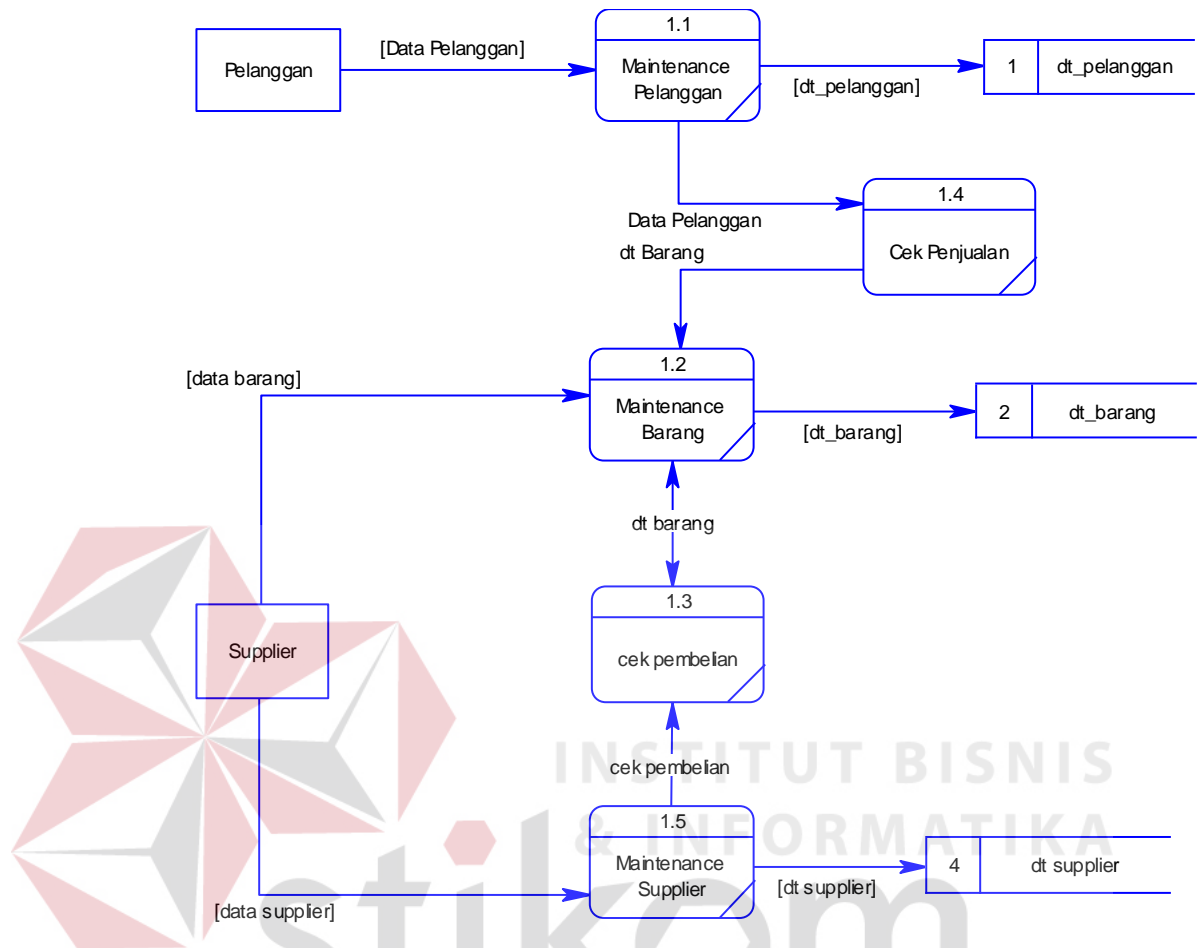 1.1
[Data Pelanggan]
Pelanggan
Maintenance
Pelanggan
[dt_pelanggan]
1
dt_pelanggan
1.4
Data Pelanggan
dt Barang
Cek Penjualan
1.2
[data barang]
Maintenance
Barang
[dt_barang]
2
dt_barang
dt barang
1.3
Supplier
cek pembelian
INSTITUT BISNIS
cek pembelian
1.5
& INFORMATIKA
Maintenance
Supplier
[dt supplier]
4
dt supplier
[data supplier]
stikom